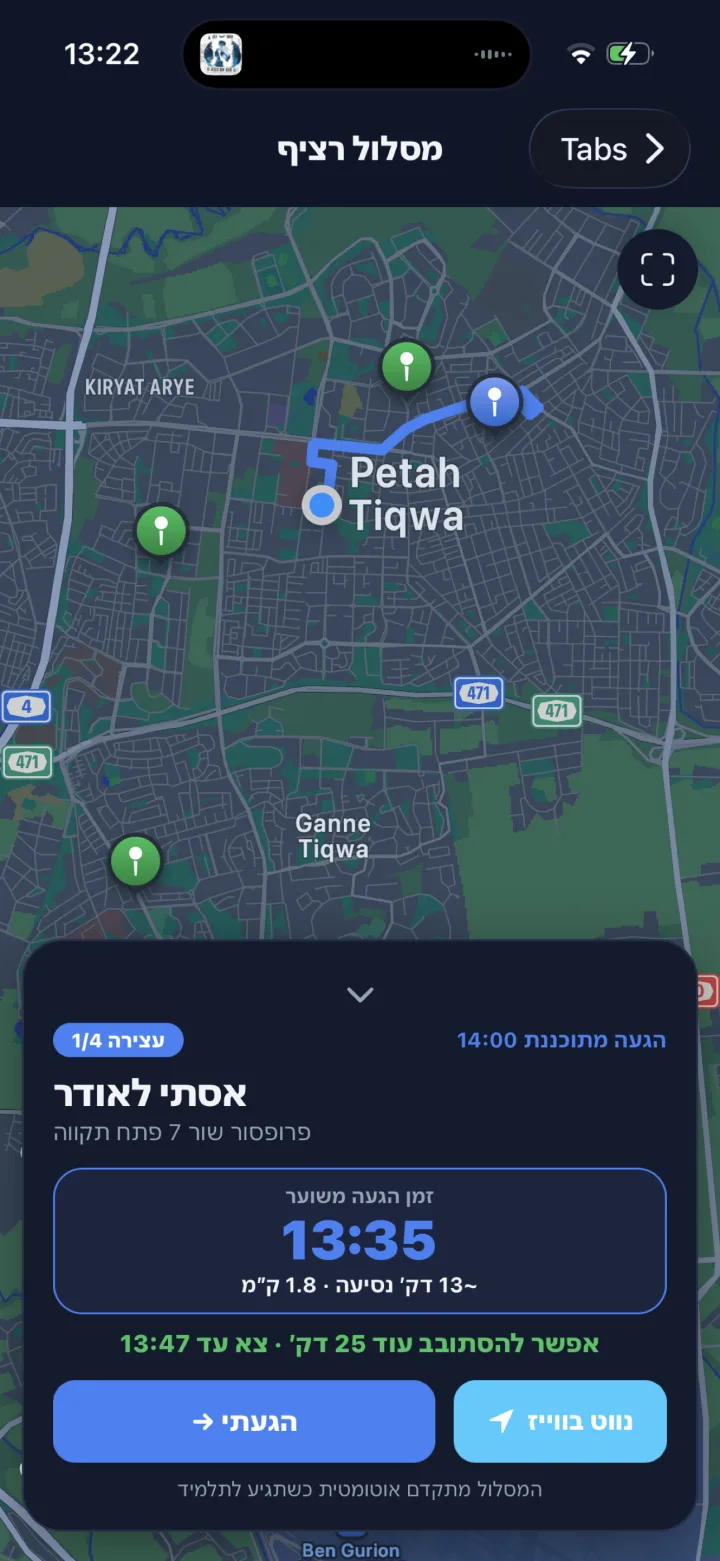 13:22
מסלול רציף
Tabs
KIRYAT ARYE
Petah
Tiqwa
4
471
471
471
Ganne
Tiqwa
עצירה 1/4
הגעה מתוכננת 14:00
אסתי לאודר
פרופסור שור 7 פתח תקווה
זמן הגעה משוער
13:35
~13 דק׳ נסיעה · 1.8 ק״מ
אפשר להסתובב עוד 25 דק׳ · צא עד 13:47
הגעתי →
נווט בווייז
המסלול מתקדם אוטומטית כשתגיע לתלמיד
Ben Gurion